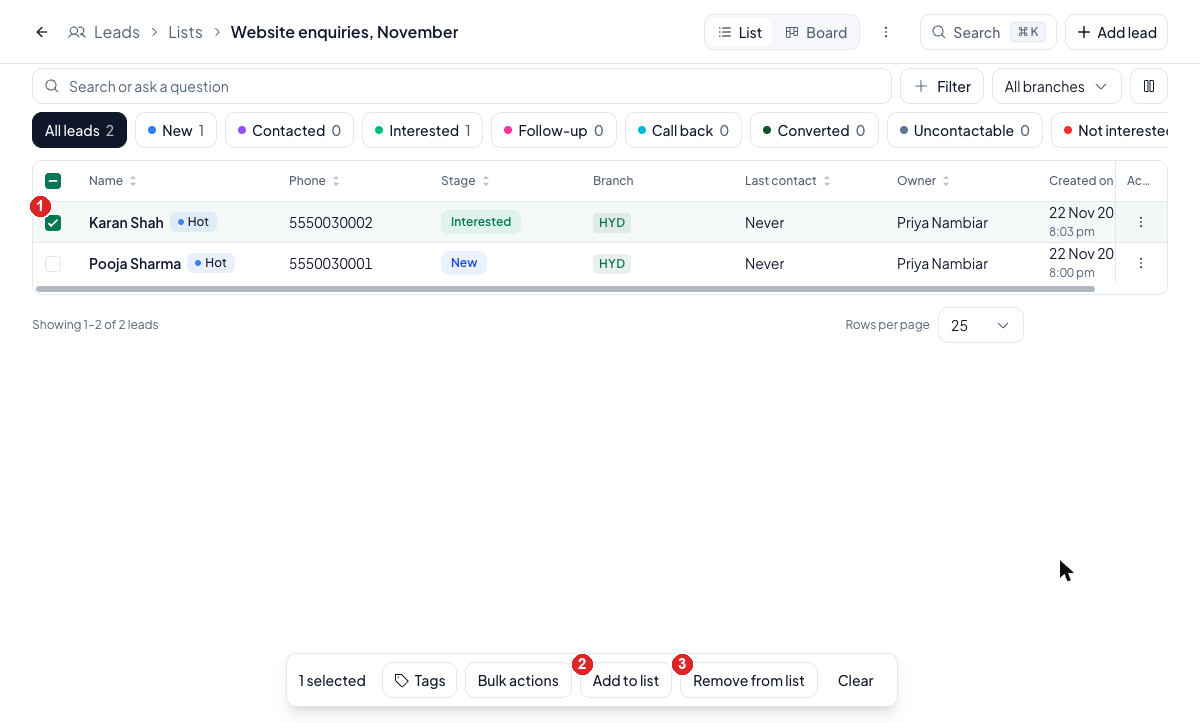 Leads > Lists > Website enquiries, November List Board Search ⌘ K + Add lead
Search or ask a question + Filter All branches
All leads 2 New 1 Contacted 0 Interested 1 Follow-up 0 Call back 0 Converted 0 Uncontactable 0 Not interested
Name Phone Stage Branch Last contact Owner Created on Ac...
1
Karan Shah Hot 5550030002 Interested HYD Never Priya Nambiar 22 Nov 20
8:03 pm
Pooja Sharma Hot 5550030001 New HYD Never Priya Nambiar 22 Nov 20
8:00 pm
Showing 1–2 of 2 leads Rows per page 25
2 3
1 selected Tags Bulk actions Add to list Remove from list Clear